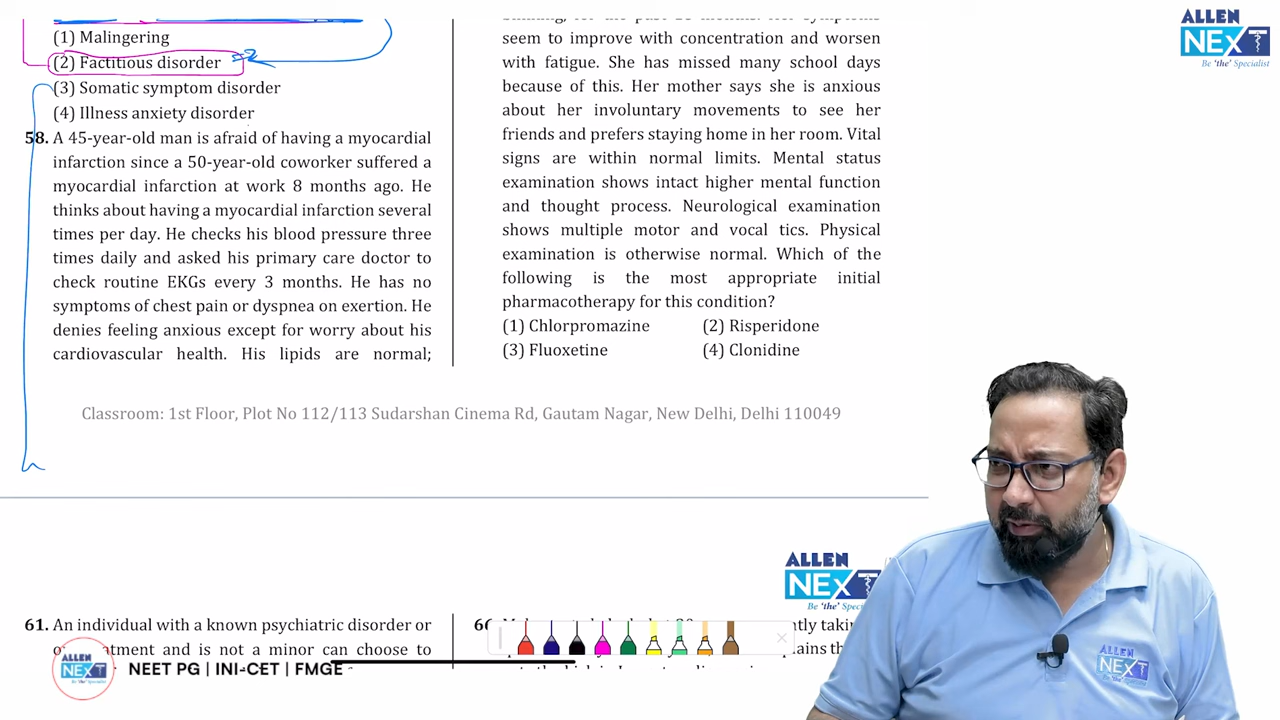 (1) Malingering
(2) Factitious disorder
(3) Somatic symptom disorder
(4) Illness anxiety disorder
58. A 45-year-old man is afraid of having a myocardial
infarction since a 50-year-old coworker suffered a
myocardial infarction at work 8 months ago. He
thinks about having a myocardial infarction several
times per day. He checks his blood pressure three
times daily and asked his primary care doctor to
check routine EKGs every 3 months. He has no
symptoms of chest pain or dyspnea on exertion. He
denies feeling anxious except for worry about his
cardiovascular health. His lipids are normal;
seem to improve with concentration and worsen
with fatigue. She has missed many school days
because of this. Her mother says she is anxious
about her involuntary movements to see her
friends and prefers staying home in her room. Vital
signs are within normal limits. Mental status
examination shows intact higher mental function
and thought process. Neurological examination
shows multiple motor and vocal tics. Physical
examination is otherwise normal. Which of the
following is the most appropriate initial
pharmacotherapy for this condition?
(1) Chlorpromazine (2) Risperidone
(3) Fluoxetine (4) Clonidine
ALLEN
NEXT
Be 'the' Specialist
Classroom: 1st Floor, Plot No 112/113 Sudarshan Cinema Rd, Gautam Nagar, New Delhi, Delhi 110049
ALLEN
NEXT
Be 'the'
61. An individual with a known psychiatric disorder or
and is not a minor can choose to
ALLEN
NEXT
NEET PG | INI-CET | FMGE
ALLEN
NEXT